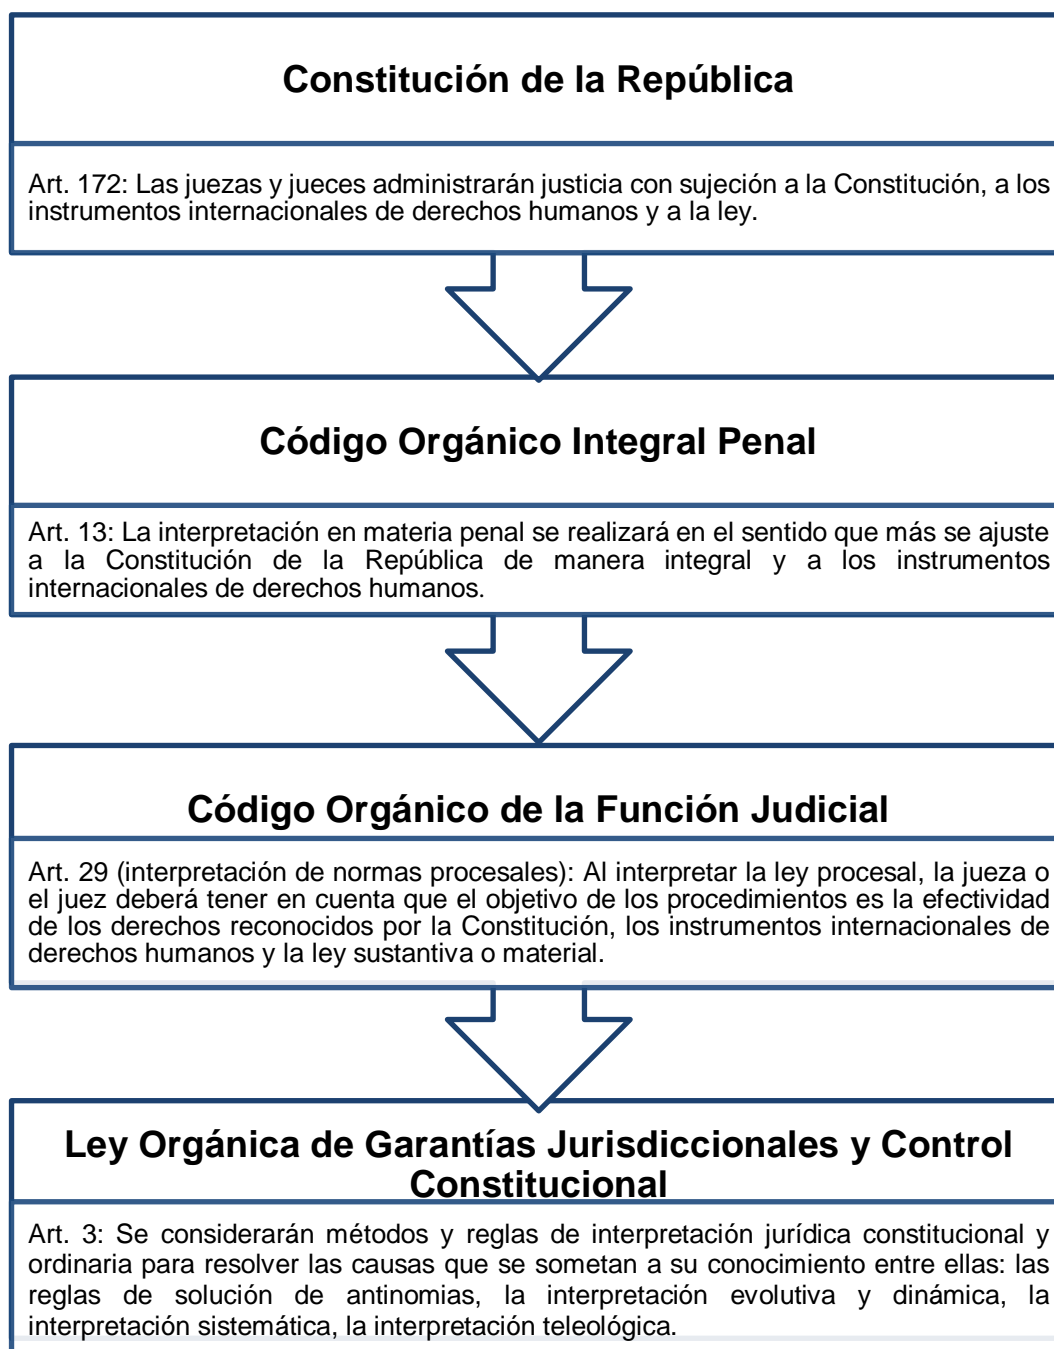 Constitución de la República
Art. 172: Las juezas y jueces administrarán justicia con sujeción a la Constitución, a los
instrumentos internacionales de derechos humanos y a la ley.
Código Orgánico Integral Penal
Art. 13: La interpretación en materia penal se realizará en el sentido que más se ajuste
a la Constitución de la República de manera integral y a los instrumentos
internacionales de derechos humanos.
Código Orgánico de la Función Judicial
Art. 29 (interpretación de normas procesales): Al interpretar la ley procesal, la jueza o
el juez deberá tener en cuenta que el objetivo de los procedimientos es la efectividad
de los derechos reconocidos por la Constitución, los instrumentos internacionales de
derechos humanos y la ley sustantiva o material.
Ley Orgánica de Garantías Jurisdiccionales y Control
Constitucional
Art. 3: Se considerarán métodos y reglas de interpretación jurídica constitucional y
ordinaria para resolver las causas que se sometan a su conocimiento entre ellas: las
reglas de solución de antinomias, la interpretación evolutiva y dinámica, la
interpretación sistemática, la interpretación teleológica.